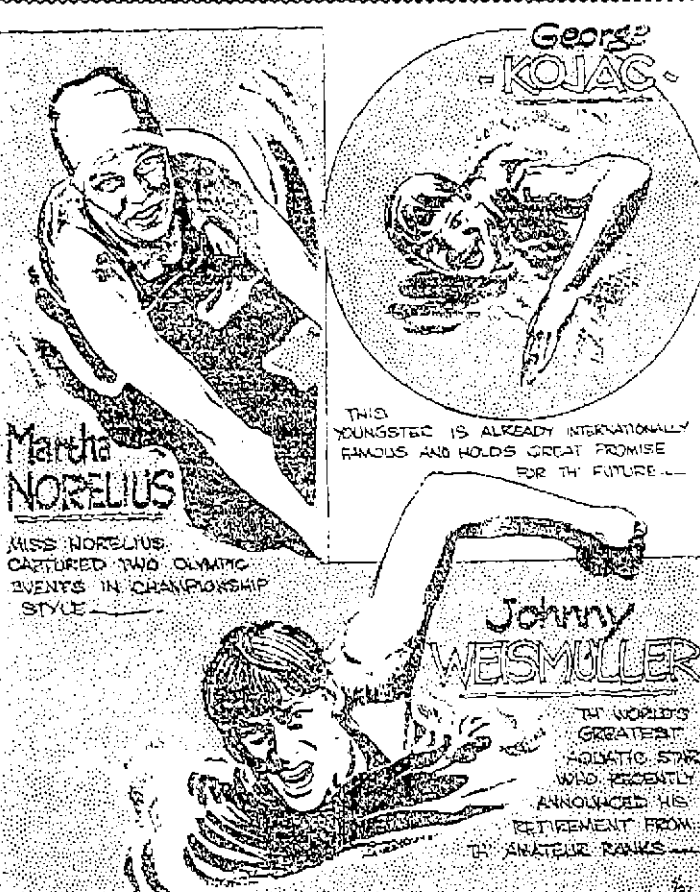 George
- KOJAC -
THIS
YOUNGSTER IS ALREADY INTERNATIONALLY
FAMOUS AND HOLDS GREAT PROMISE
FOR TH' FUTURE
Martha
NORELIUS
MISS NORELIUS
CAPTURED TWO OLYMPIC
EVENTS IN CHAMPIONSHIP
STYLE
Johnny
WEISMULLER
TH' WORLD'S
GREATEST
AQUATIC STAR
WHO RECENTLY
ANNOUNCED HIS
RETIREMENT FROM
TH' AMATEUR RANKS